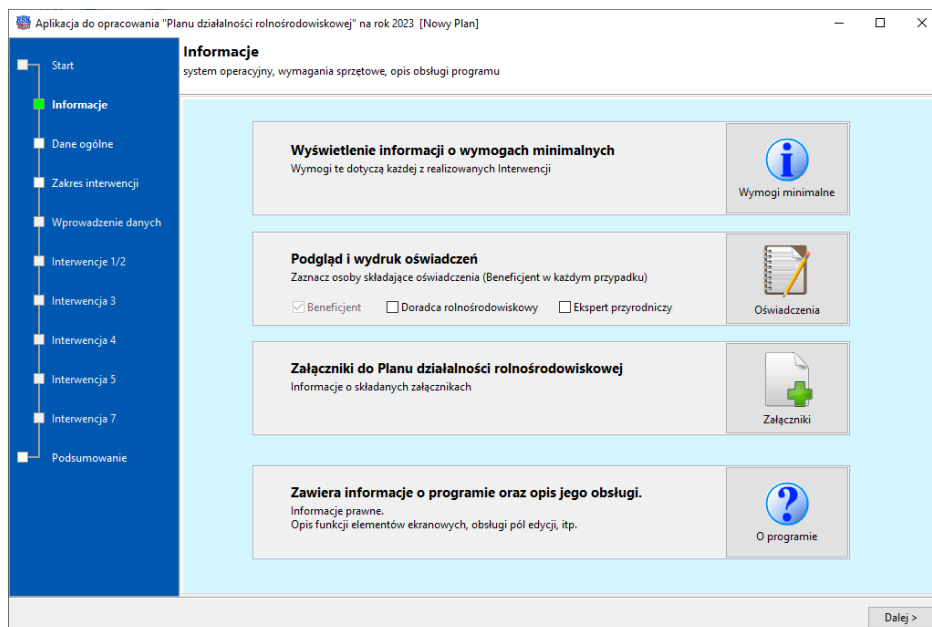 Aplikacja do opracowania "Planu działalności rolnośrodowiskowej" na rok 2023 [Nowy Plan]
Informacje
system operacyjny, wymagania sprzętowe, opis obsługi programu
Start
Informacje
Dane ogólne
Zakres interwencji
Wprowadzenie danych
Interwencje 1/2
Interwencja 3
Interwencja 4
Interwencja 5
Interwencja 7
Podsumowanie
Wyświetlenie informacji o wymogach minimalnych
Wymogi te dotyczą każdej z realizowanych Interwencji
Wymogi minimalne
Podgląd i wydruk oświadczeń
Zaznacz osoby składające oświadczenia (Beneficjent w każdym przypadku)
Beneficjent Doradca rolnośrodowiskowy Ekspert przyrodniczy
Oświadczenia
Załączniki do Planu działalności rolnośrodowiskowej
Informacje o składanych załącznikach
Załączniki
Zawiera informacje o programie oraz opis jego obsługi.
Informacje prawne.
Opis funkcji elementów ekranowych, obsługi pól edycji, itp.
O programie
Dalej >